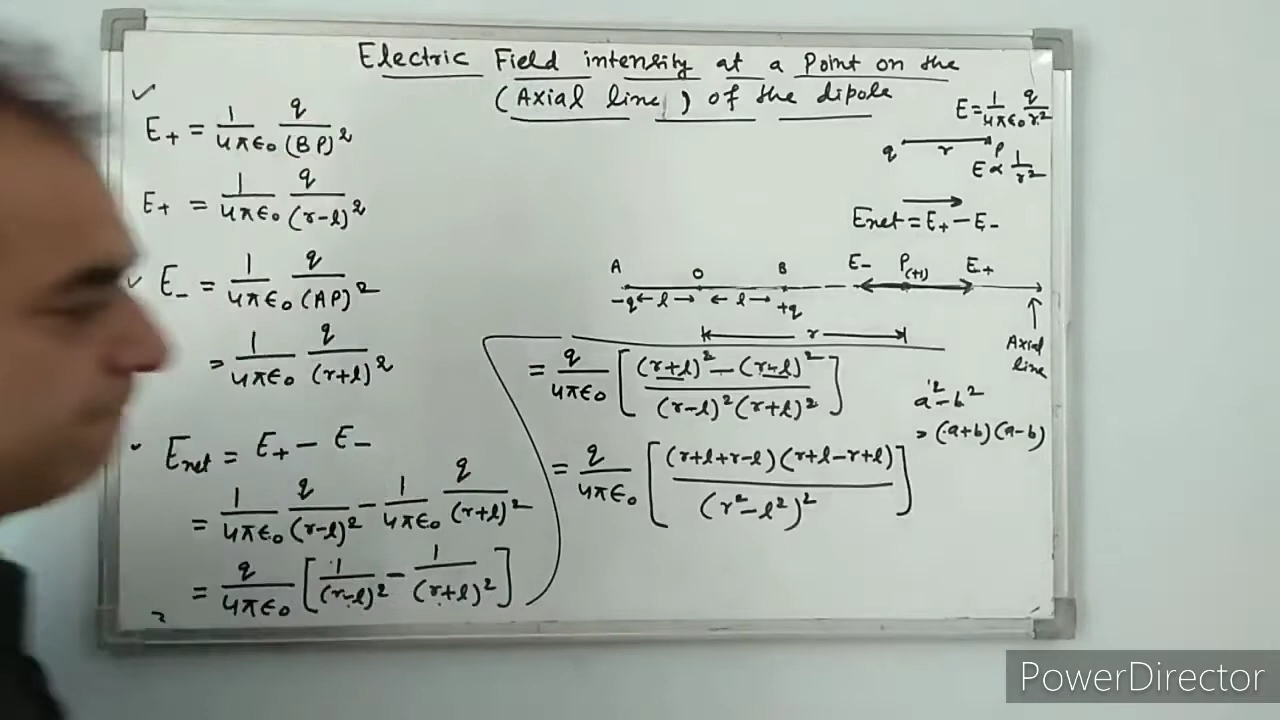 Electric Field intensity at a Point on the
(Axial line) of the dipole
✓
E₊ = 1/4πϵ₀ q/(BP)²
E₊ = 1/4πϵ₀ q/(r-l)²
✓ E₋ = 1/4πϵ₀ q/(AP)²
= 1/4πϵ₀ q/(r+l)²
Enet = E₊ - E₋
= 1/4πϵ₀ q/(r-l)² - 1/4πϵ₀ q/(r+l)²
= q/4πϵ₀ [1/(r-l)² - 1/(r+l)²]
E = 1/4πϵ₀ q/r²
q r P
E ∝ 1/r²
Enet = E₊ - E₋
A O B E₋ P(+1) E₊
-q ← l → ← l → +q
r
Axial
line
= q/4πϵ₀ [(r+l)² - (r-l)²/(r-l)²(r+l)²]
a² - b²
= (a+b)(a-b)
= q/4πϵ₀ [(r+l+r-l)(r+l-r+l)/(r²-l²)²]
PowerDirector